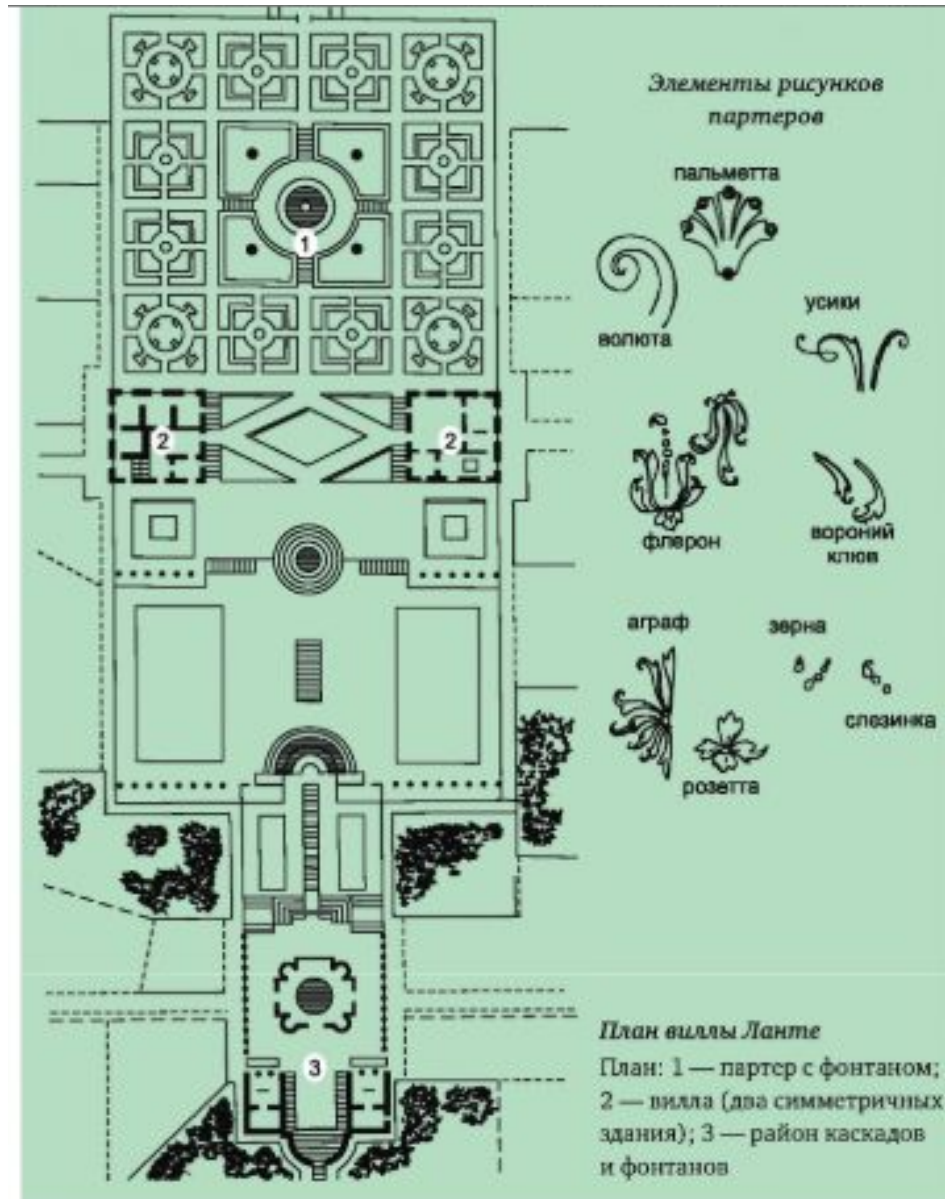 Элементы рисунков
партеров
пальметта
волюта
усики
флерон
вороний
клюв
аграф
зерна
слезинка
розетта
1
2
2
3
План виллы Ланте
План: 1 — партер с фонтаном;
2 — вилла (два симметричных
здания); 3 — район каскадов
и фонтанов